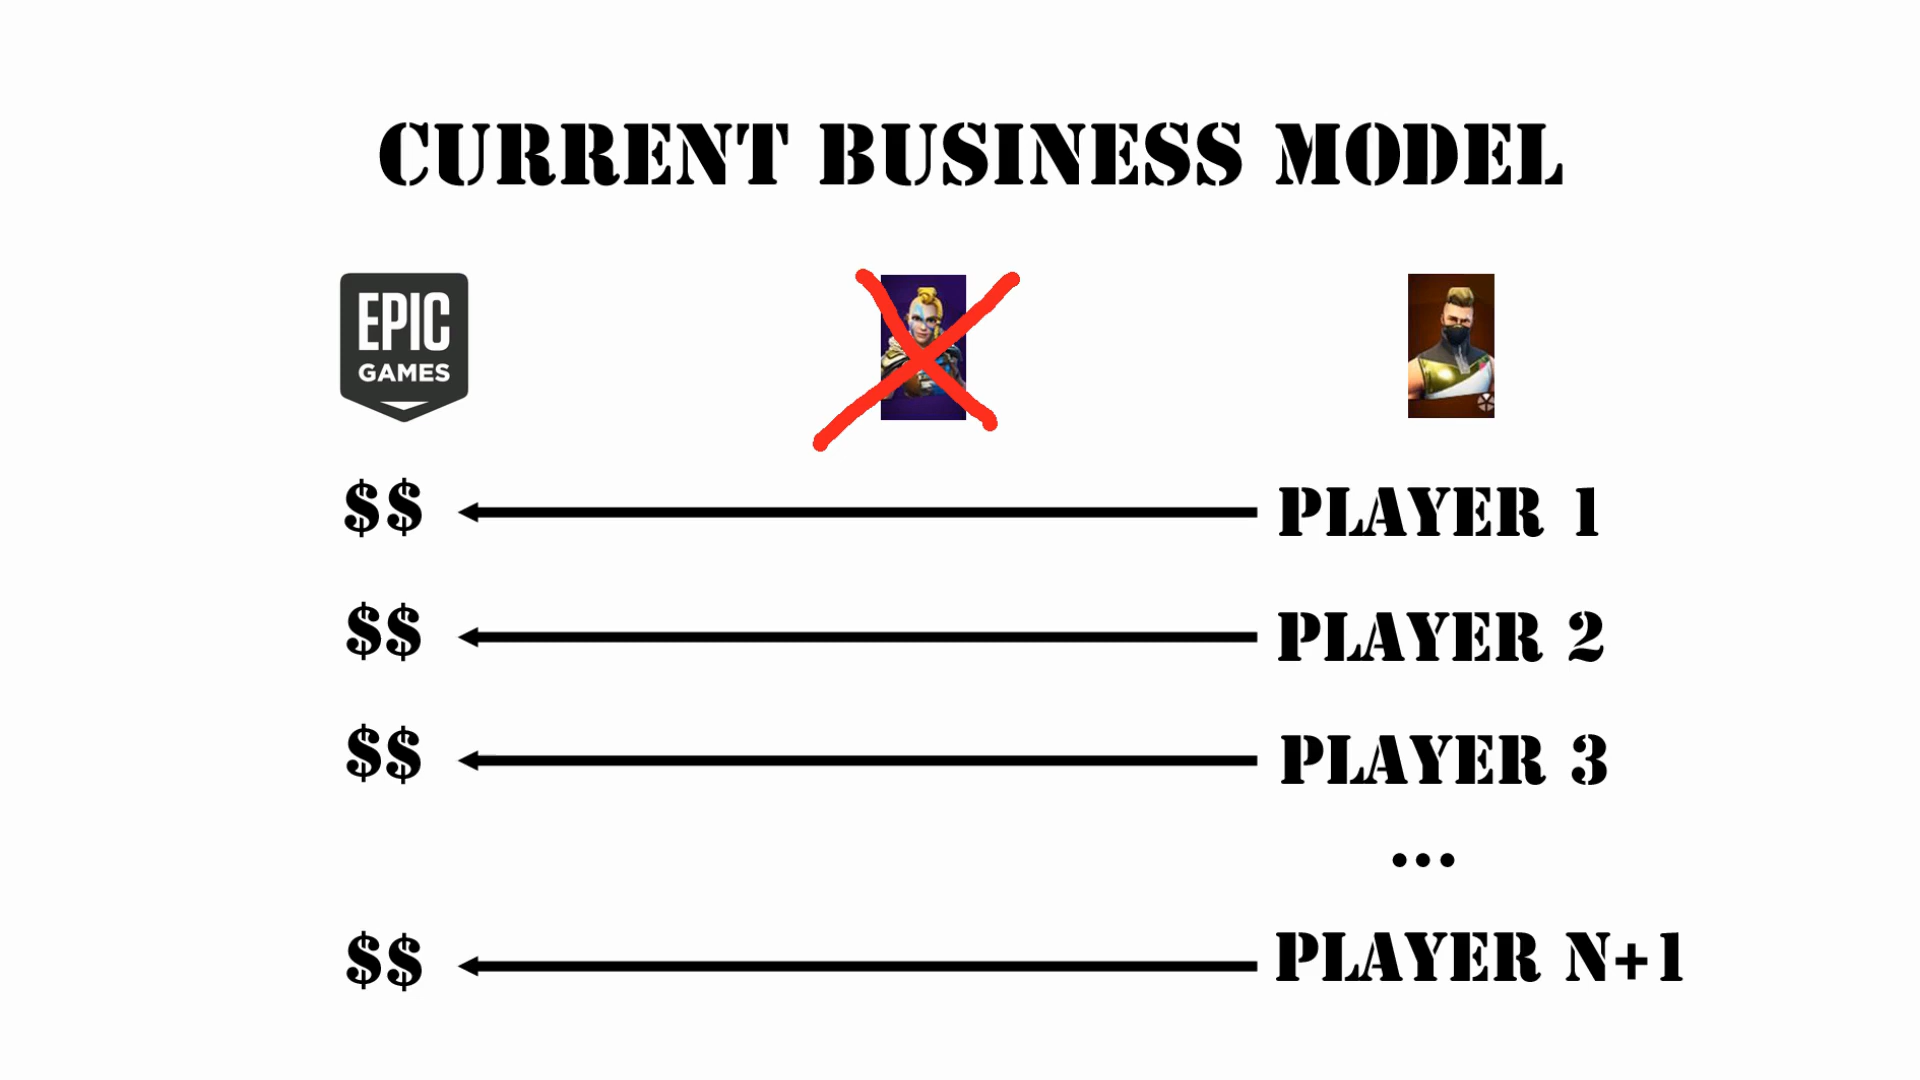 CURRENT BUSINESS MODEL
EPIC
GAMES
$$ PLAYER 1
$$ PLAYER 2
$$ PLAYER 3
...
$$ PLAYER N+1